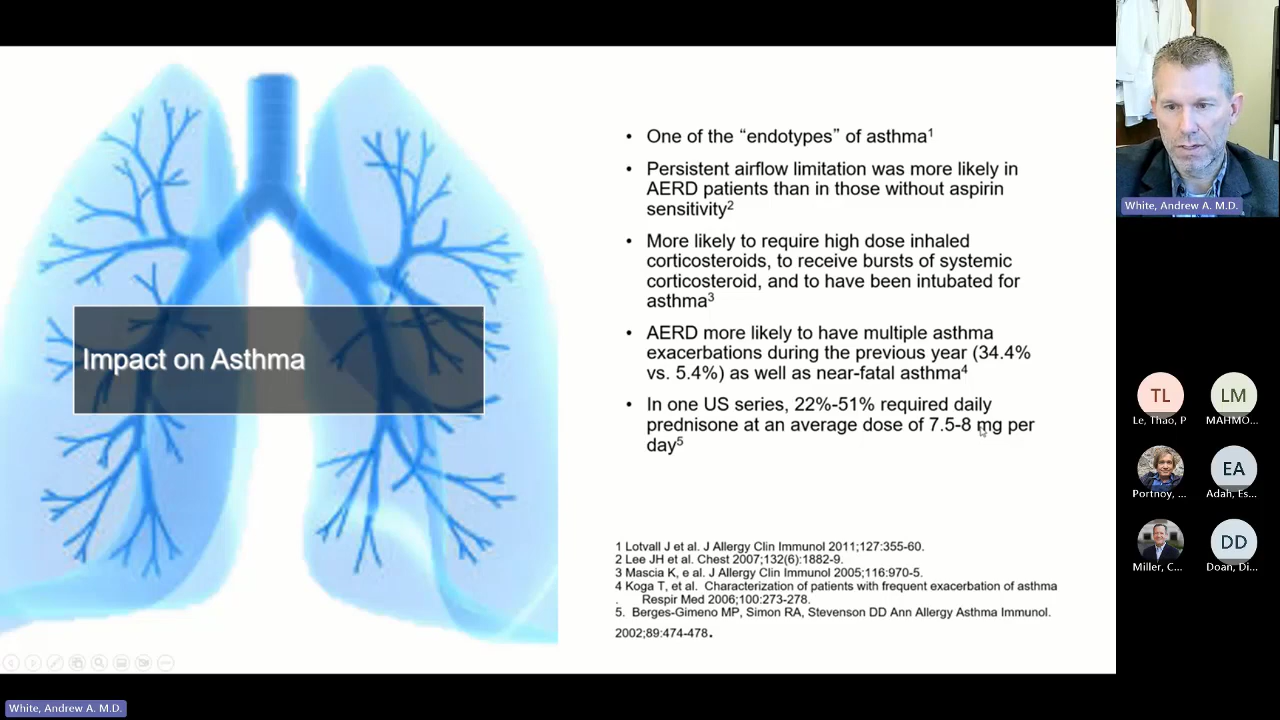 Impact on Asthma
• One of the “endotypes” of asthma1
• Persistent airflow limitation was more likely in
AERD patients than in those without aspirin
sensitivity2
• More likely to require high dose inhaled
corticosteroids, to receive bursts of systemic
corticosteroid, and to have been intubated for
asthma3
• AERD more likely to have multiple asthma
exacerbations during the previous year (34.4%
vs. 5.4%) as well as near-fatal asthma4
• In one US series, 22%-51% required daily
prednisone at an average dose of 7.5-8 mg per
day5
1 Lotvall J et al. J Allergy Clin Immunol 2011;127:355-60.
2 Lee JH et al. Chest 2007;132(6):1882-9.
3 Mascia K, e al. J Allergy Clin Immunol 2005;116:970-5.
4 Koga T, et al. Characterization of patients with frequent exacerbation of asthma
. Respir Med 2006;100:273-278.
5. Berges-Gimeno MP, Simon RA, Stevenson DD Ann Allergy Asthma Immunol.
2002;89:474-478.
White, Andrew A. M.D.
TL
Le, Thao, P
LM
MAHMO...
Portnoy, ...
EA
Adah, Es...
Miller, C...
DD
Doan, Di...
White, Andrew A. M.D.